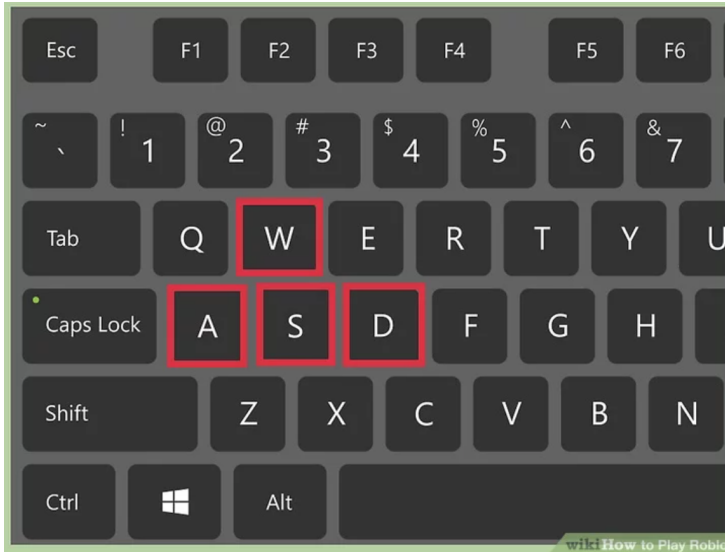 Esc F1 F2 F3 F4 F5 F6
~ ` ! 1 @ 2 # 3 $ 4 % 5 ^ 6 & 7
Tab Q W E R T Y U
Caps Lock A S D F G H
Shift Z X C V B N
Ctrl Alt
wikiHow to Play Roblo